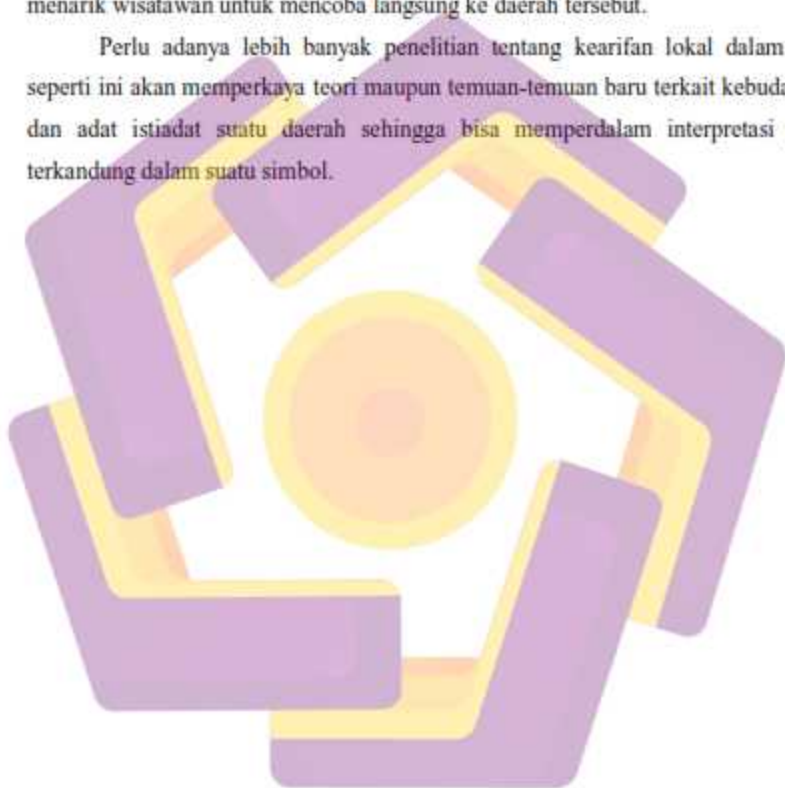 menarik wisatawan untuk mencoba langsung ke daerah tersebut.
Perlu adanya lebih banyak penelitian tentang kearifan lokal dalam
seperti ini akan memperkaya teori maupun temuan-temuan baru terkait
dan adat istiadat suatu daerah sehingga bisa memperdalam interpretasi
terkandung dalam suatu simbol.